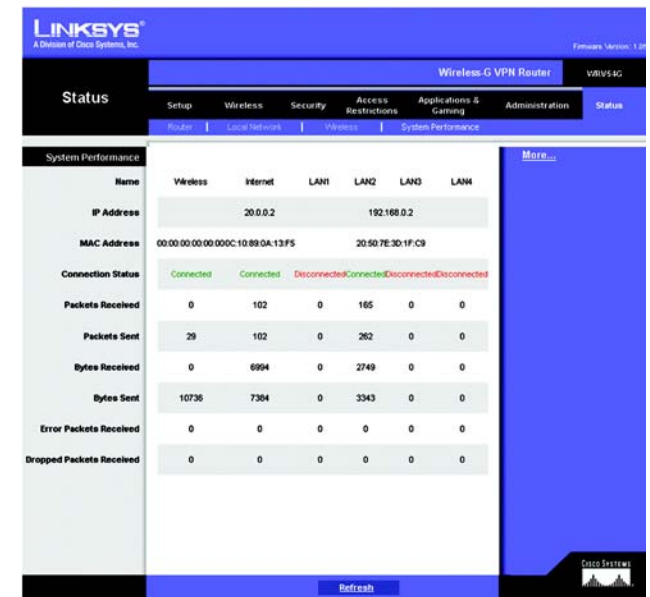 LINKSYS®
A Division of Cisco Systems, Inc.
Firmware Version: 1.
Wireless-G VPN Router WRV54G
Status
Setup Wireless Security Access Restrictions Applications & Gaming Administration Status
Router | Local Network | Wireless | System Performance
System Performance
More...
Name Wireless Internet LAN1 LAN2 LAN3 LAN4
IP Address 20.0.0.2 192.168.0.2
MAC Address 00:00:00:00:00:000C:10:89:0A:13:F5 20:50:7E:3D:1F:C9
Connection Status Connected Connected Disconnected Connected Disconnected Disconnected
Packets Received 0 102 0 165 0 0
Packets Sent 29 102 0 262 0 0
Bytes Received 0 6994 0 2749 0 0
Bytes Sent 10736 7384 0 3343 0 0
Error Packets Received 0 0 0 0 0 0
Dropped Packets Received 0 0 0 0 0 0
Refresh
CISCO SYSTEMS